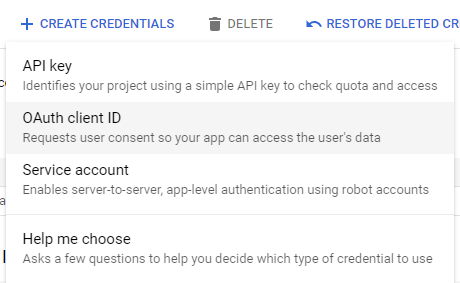 + CREATE CREDENTIALS DELETE RESTORE DELETED CR
API key
Identifies your project using a simple API key to check quota and access
OAuth client ID
Requests user consent so your app can access the user's data
Service account
Enables server-to-server, app-level authentication using robot accounts
Help me choose
Asks a few questions to help you decide which type of credential to use